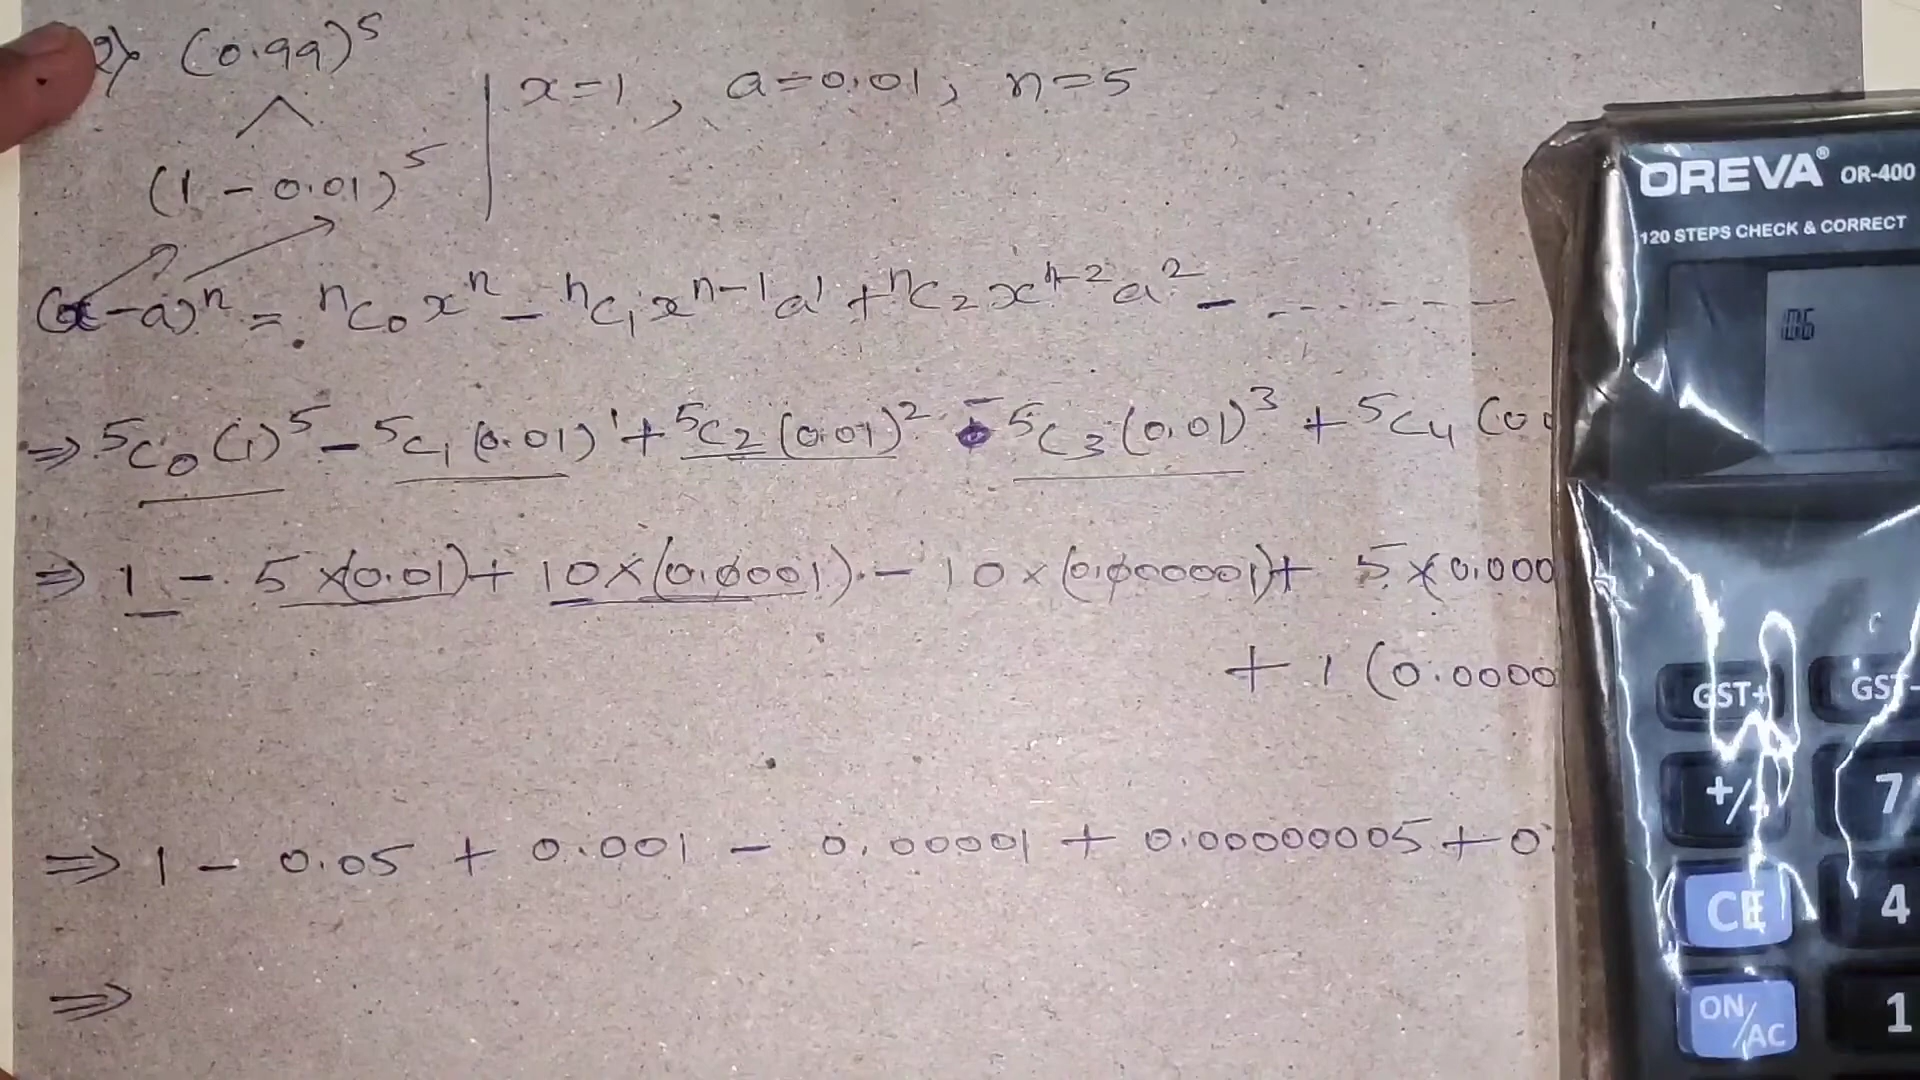 2) (0.99)^5
x=1, a=0.01, n=5
(1 - 0.01)^5
(x-a)^n = nC0 x^n - nC1 x^n-1 a^1 + nC2 x^n-2 a^2 - - - - - - -
⇒ 5C0 (1)^5 - 5C1 (0.01)^1 + 5C2 (0.01)^2 - 5C3 (0.01)^3 + 5C4 (0.0
⇒ 1 - 5×(0.01) + 10×(0.0001) - 10×(0.000001) + 5×(0.000
+ 1 (0.0000
⇒ 1 - 0.05 + 0.001 - 0.00001 + 0.00000005 + 0.
⇒
OREVA® OR-400
120 STEPS CHECK & CORRECT
GST+ GST-
+/- 7
CE 4
ON/AC 1